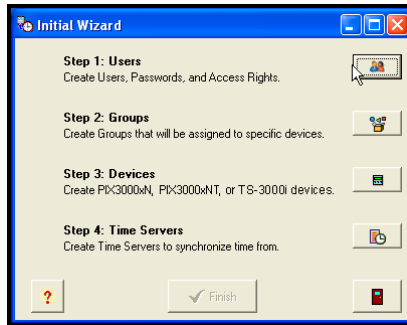 Initial Wizard
Step 1: Users
Create Users, Passwords, and Access Rights.
Step 2: Groups
Create Groups that will be assigned to specific devices.
Step 3: Devices
Create PIX3000xN, PIX3000xNT, or TS-3000i devices.
Step 4: Time Servers
Create Time Servers to synchronize time from.
?
Finish